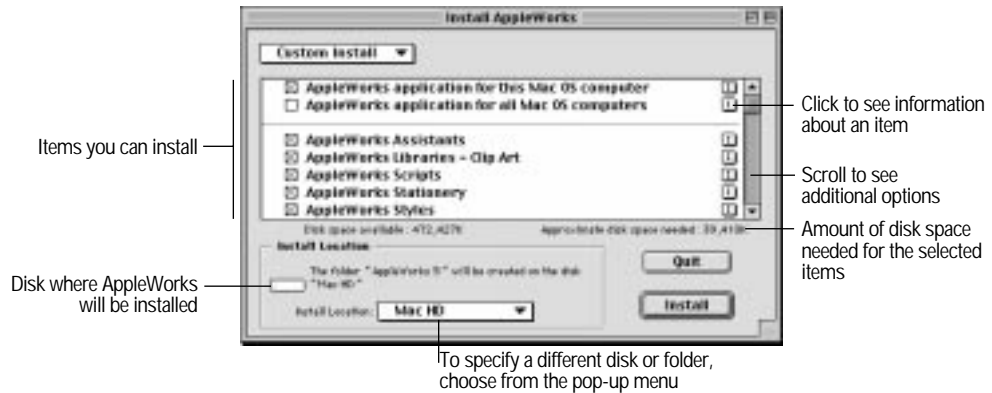 Install AppleWorks
Custom Install
AppleWorks application for this Mac OS computer
AppleWorks application for all Mac OS computers
AppleWorks Assistants
AppleWorks Libraries – Clip Art
AppleWorks Scripts
AppleWorks Stationery
AppleWorks Styles
Disk space available : 472,427K
Approximate disk space needed : 39,410K
Install Location
The folder "AppleWorks 5" will be created on the disk
"Mac HD"
Install Location:
Mac HD
Quit
Install
Items you can install
Disk where AppleWorks
will be installed
Click to see information
about an item
Scroll to see
additional options
Amount of disk space
needed for the selected
items
To specify a different disk or folder,
choose from the pop-up menu